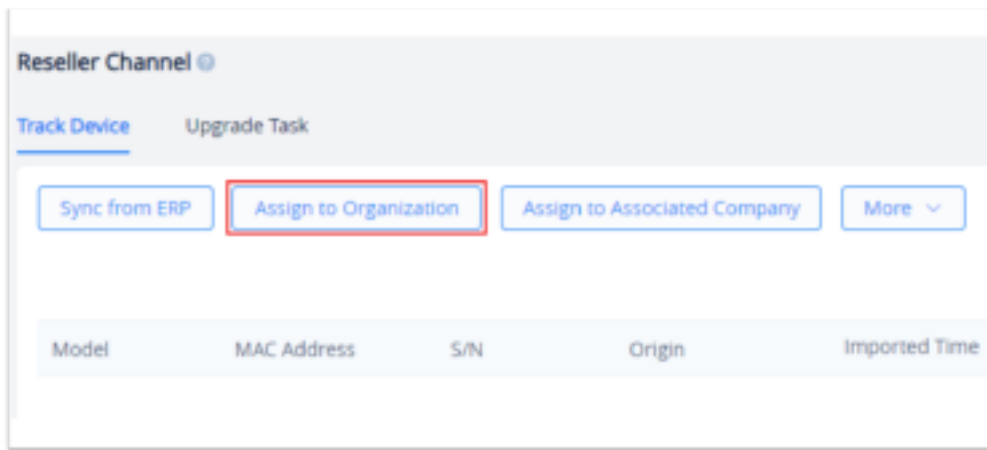 Reseller Channel
Track Device Upgrade Task
Sync from ERP Assign to Organization Assign to Associated Company More
Model MAC Address S/N Origin Imported Time